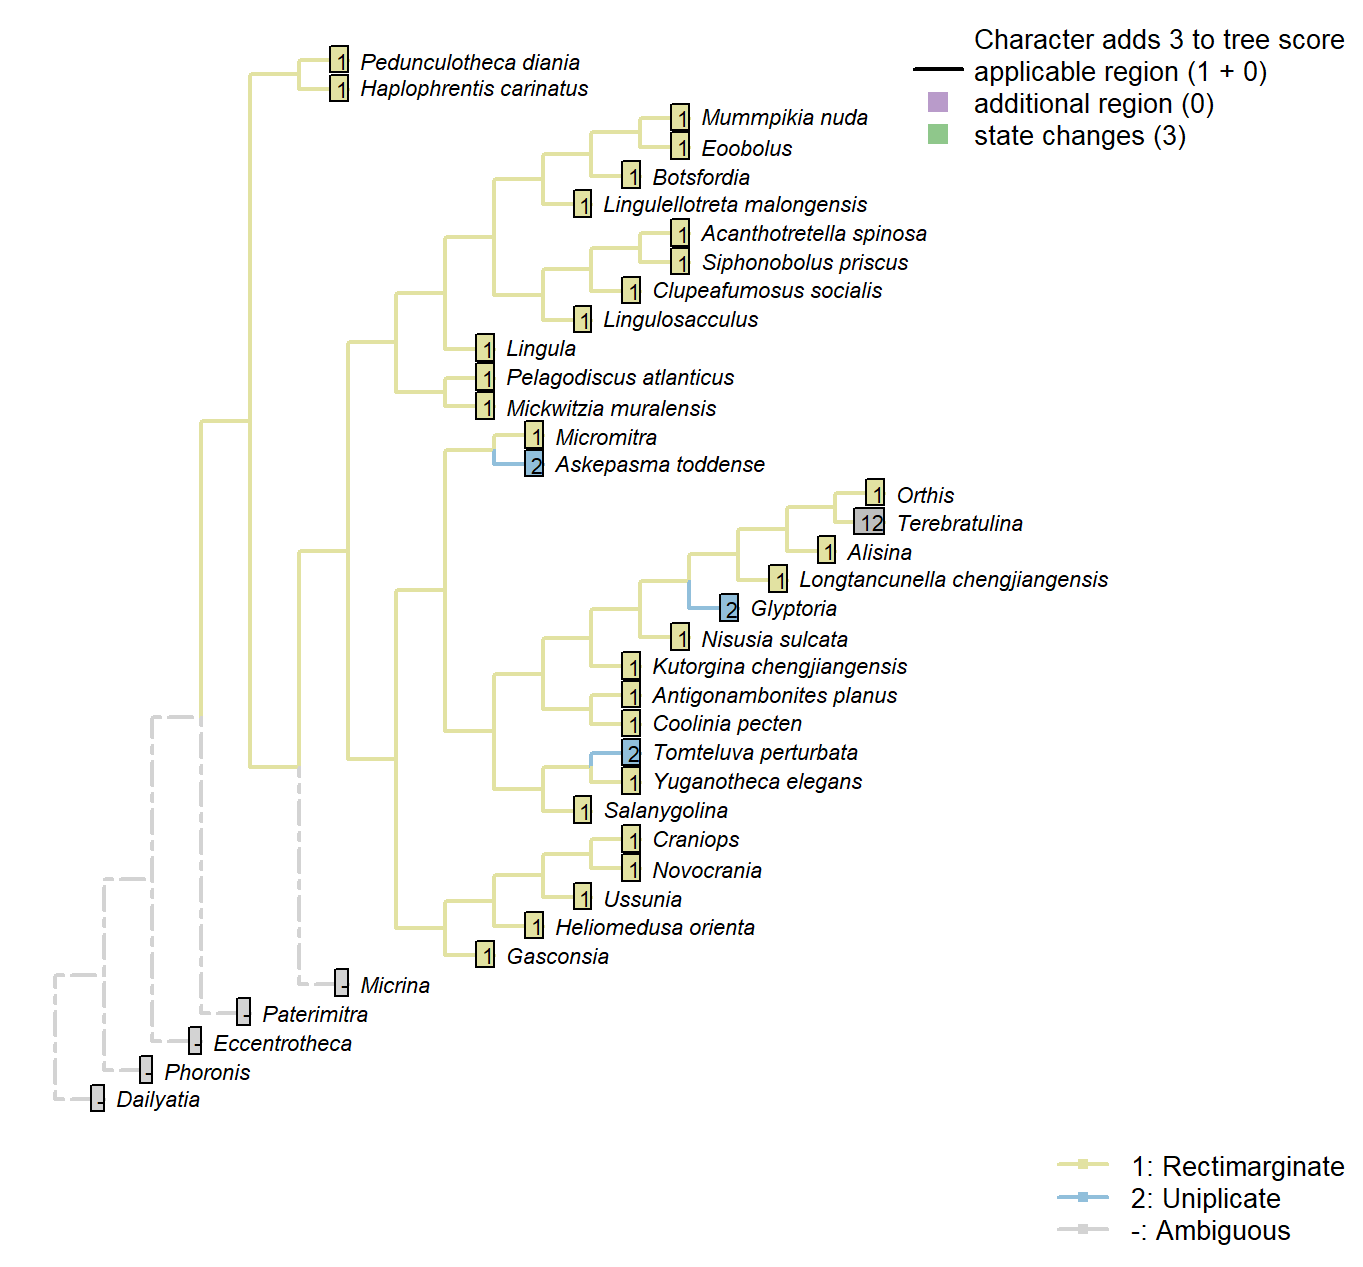 Character adds 3 to tree score
applicable region (1 + 0)
additional region (0)
state changes (3)
1 Pedunculotheca diania
1 Haplophrentis carinatus
1 Mummpikia nuda
1 Eoobolus
1 Botsfordia
1 Lingulellotreta malongensis
1 Acanthotretella spinosa
1 Siphonobolus priscus
1 Clupeafumosus socialis
1 Lingulosacculus
1 Lingula
1 Pelagodiscus atlanticus
1 Mickwitzia muralensis
1 Micromitra
2 Askepasma toddense
1 Orthis
12 Terebratulina
1 Alisina
1 Longtancunella chengjiangensis
2 Glyptoria
1 Nisusia sulcata
1 Kutorgina chengjiangensis
1 Antigonambonites planus
1 Coolinia pecten
2 Tomteluva perturbata
1 Yuganotheca elegans
1 Salanygolina
1 Craniops
1 Novocrania
1 Ussunia
1 Heliomedusa orienta
1 Gasconsia
- Micrina
- Paterimitra
- Eccentrotheca
- Phoronis
- Dailyatia
1: Rectimarginate
2: Uniplicate
-: Ambiguous